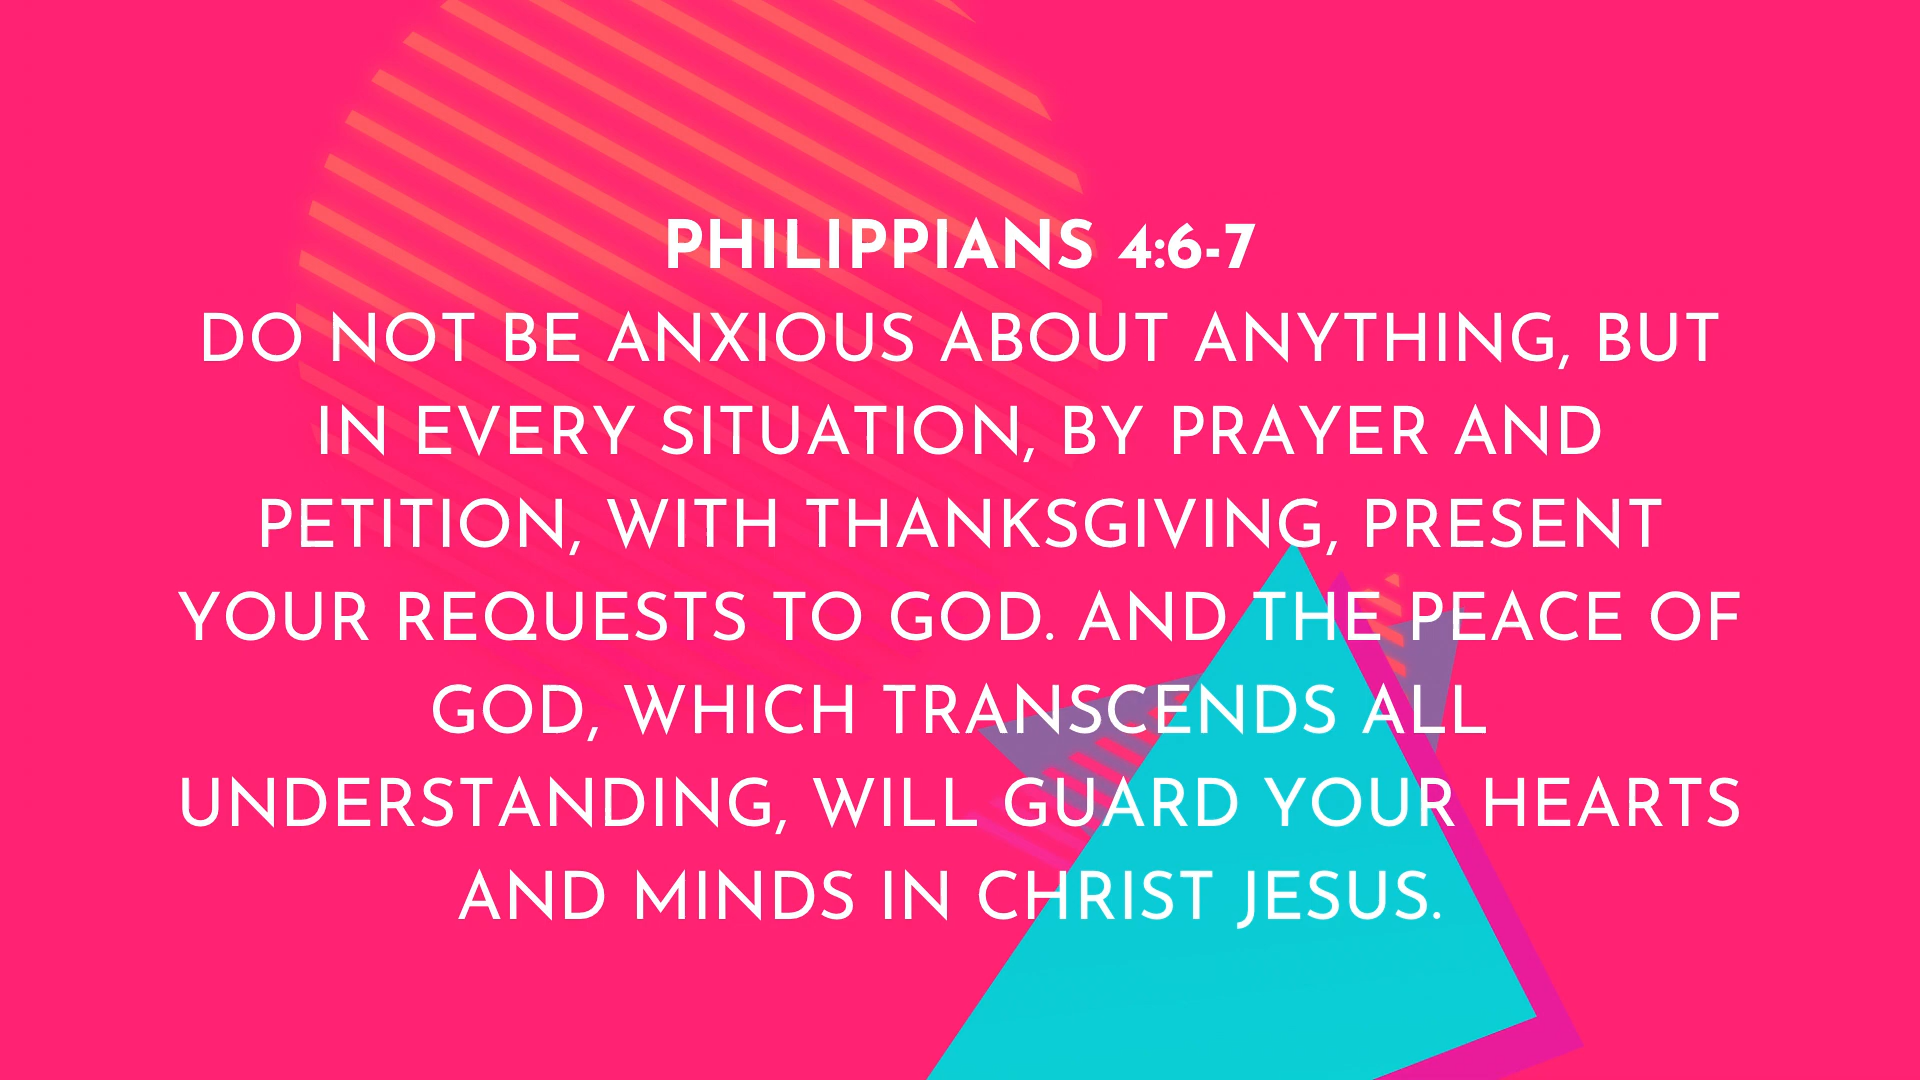 PHILIPPIANS 4:6-7
DO NOT BE ANXIOUS ABOUT ANYTHING, BUT
IN EVERY SITUATION, BY PRAYER AND
PETITION, WITH THANKSGIVING, PRESENT
YOUR REQUESTS TO GOD. AND THE PEACE OF
GOD, WHICH TRANSCENDS ALL
UNDERSTANDING, WILL GUARD YOUR HEARTS
AND MINDS IN CHRIST JESUS.